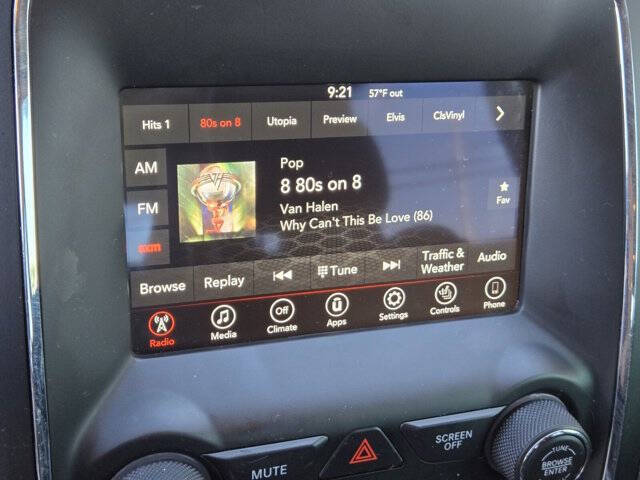 9:21 57°F out
Hits 1 80s on 8 Utopia Preview Elvis ClsVinyl
AM
Pop
8 80s on 8
FM
Van Halen
Fav
Why Can't This Be Love (86)
sxm
Browse Replay Tune Traffic & Weather Audio
Off
Radio Media Climate Apps Settings Controls Phone
MUTE
SCREEN OFF
TUNE
BROWSE
ENTER